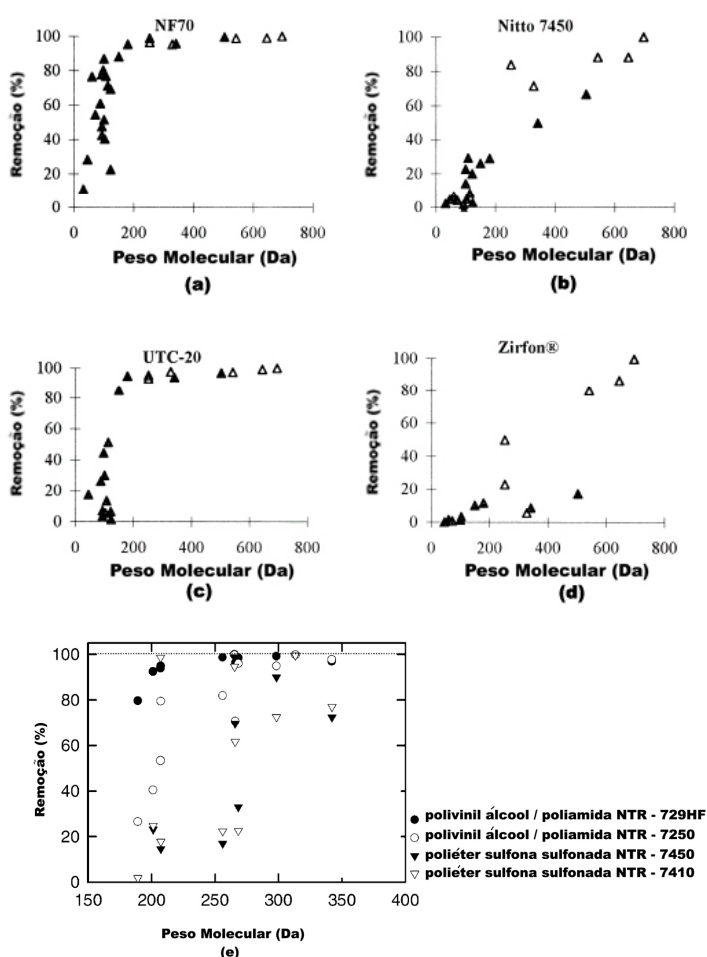 NF70
100
80
60
40
20
0
Remoção (%)
0 200 400 600 800
Peso Molecular (Da)
(a)
Nitto 7450
100
80
60
40
20
0
Remoção (%)
0 200 400 600 800
Peso Molecular (Da)
(b)
UTC-20
100
80
60
40
20
0
Remoção (%)
0 200 400 600 800
Peso Molecular (Da)
(c)
Zirfon®
100
80
60
40
20
0
Remoção (%)
0 200 400 600 800
Peso Molecular (Da)
(d)
100
80
60
40
20
0
Remoção (%)
150 200 250 300 350 400
Peso Molecular (Da)
(e)
polivinil álcool / poliamida NTR - 729HF
polivinil álcool / poliamida NTR - 7250
poliéter sulfona sulfonada NTR - 7450
poliéter sulfona sulfonada NTR - 7410